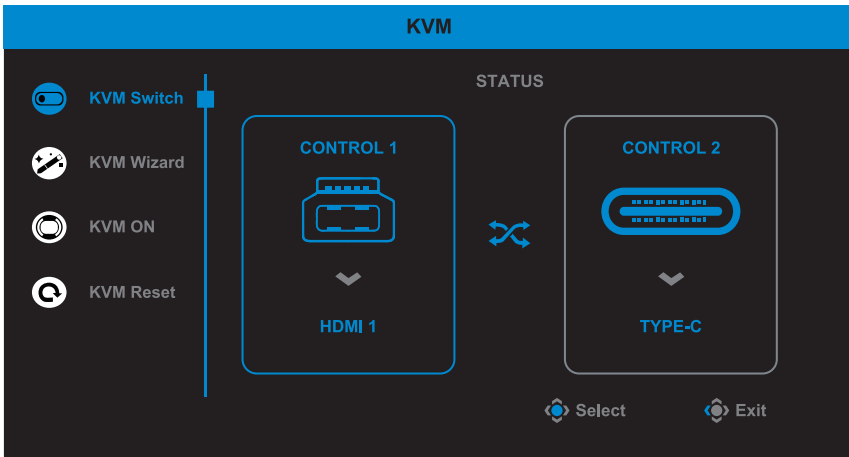 KVM
KVM Switch
KVM Wizard
KVM ON
KVM Reset
STATUS
CONTROL 1
HDMI 1
CONTROL 2
TYPE-C
Select
Exit